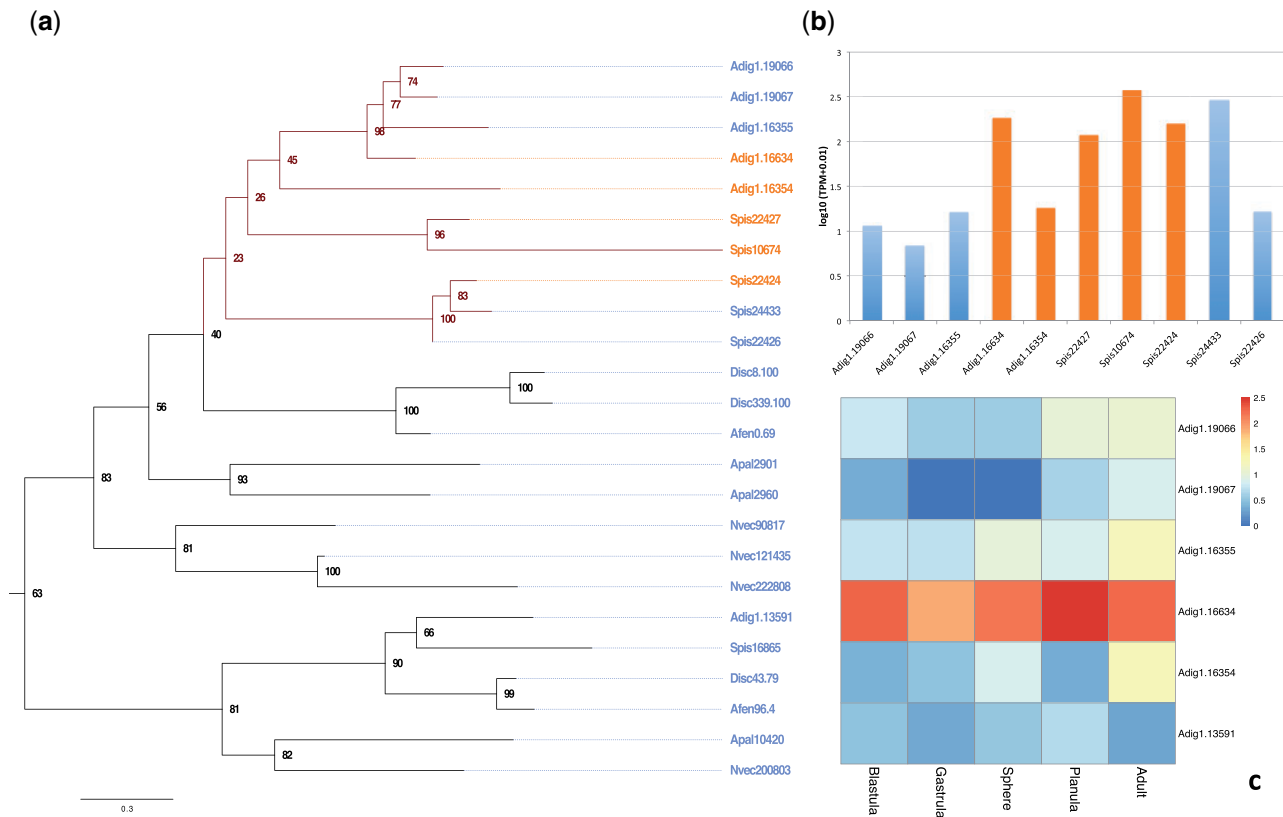 (a)
Adig1.19066
Adig1.19067
Adig1.16355
Adig1.16634
Adig1.16354
Spis22427
Spis10674
Spis22424
Spis24433
Spis22426
Disc8.100
Disc339.100
Afen0.69
Apal2901
Apal2960
Nvec90817
Nvec121435
Nvec222808
Adig1.13591
Spis16865
Disc43.79
Afen96.4
Apal10420
Nvec200803
74
77
98
45
26
96
23
83
100
40
100
100
56
93
83
81
100
63
66
90
99
81
82
0.3
(b)
log10 (TPM+0.01)
3
2.5
2
1.5
1
0.5
0
Adig1.19066
Adig1.19067
Adig1.16355
Adig1.16634
Adig1.16354
Spis22427
Spis10674
Spis22424
Spis24433
Spis22426
2.5
2
1.5
1
0.5
0
Adig1.19066
Adig1.19067
Adig1.16355
Adig1.16634
Adig1.16354
Adig1.13591
Blastula
Gastrula
Sphere
Planula
Adult
c